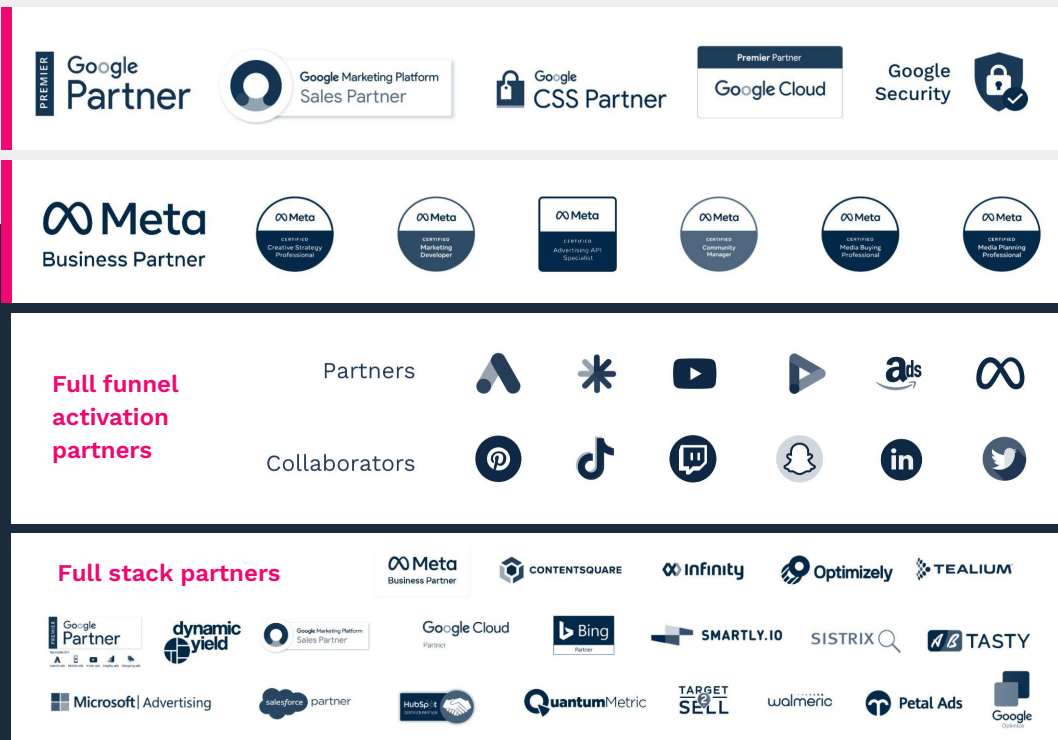 PREMIER
Google
Partner
Google Marketing Platform
Sales Partner
Google
CSS Partner
Premier Partner
Google Cloud
Google
Security
Meta
Business Partner
Meta
CERTIFIED
Creative Strategy
Professional
Meta
CERTIFIED
Marketing
Developer
Meta
CERTIFIED
Advertising API
Specialist
Meta
CERTIFIED
Community
Manager
Meta
CERTIFIED
Media Buying
Professional
Meta
CERTIFIED
Media Planning
Professional
Full funnel
activation
partners
Partners
ads
Collaborators
in
Full stack partners
Meta
Business Partner
CONTENTSQUARE
Infinity
Optimizely
TEALIUM
PREMIER
Google
Partner
dynamic
yield
Google Marketing Platform
Sales Partner
Google Cloud
Partner
Bing
Partner
SMARTLY.IO
SISTRIX
AB TASTY
Microsoft | Advertising
salesforce partner
HubSpot
QuantumMetric
TARGET
2
SELL
walmeric
Petal Ads
Google
Optimize